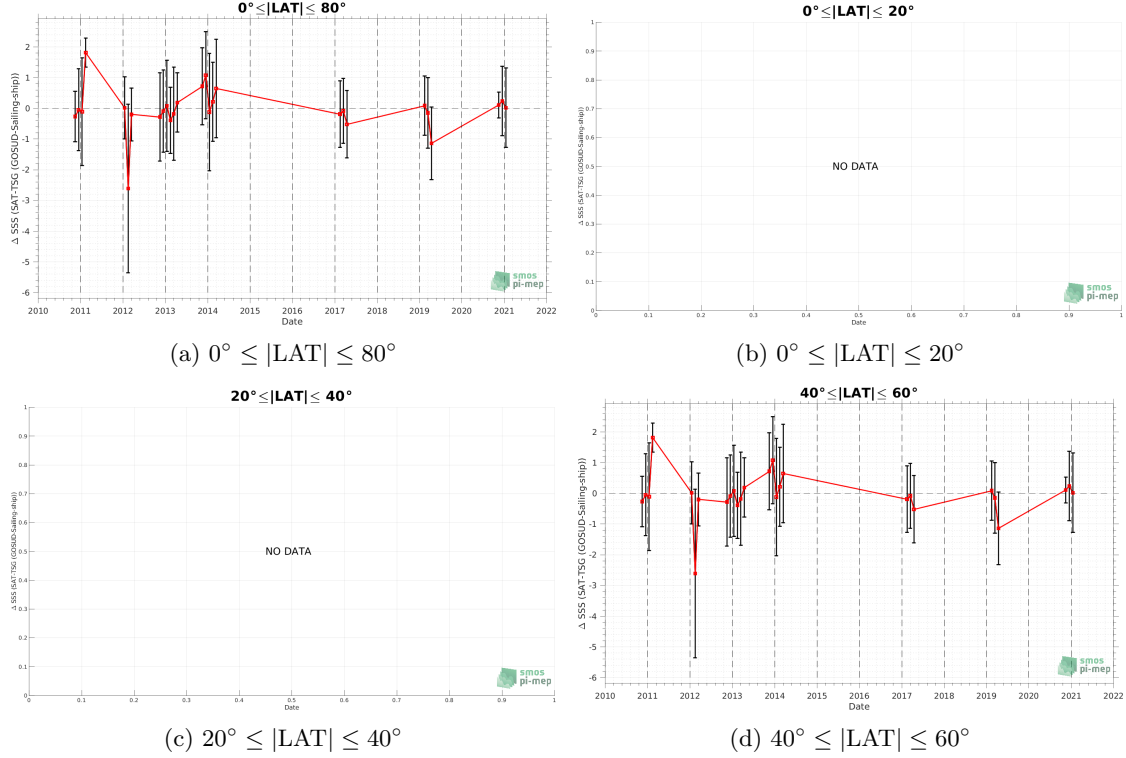 0°≤|LAT|≤ 80°
Δ SSS (SAT-TSG (GOSUD-Sailing-ship))
2
1
0
-1
-2
-3
-4
-5
-6
2010 2011 2012 2013 2014 2015 2016 2017 2018 2019 2020 2021 2022
Date
smos
pi-mep
(a) 0° ≤ |LAT| ≤ 80°
0°≤|LAT|≤ 20°
Δ SSS (SAT-TSG (GOSUD-Sailing-ship))
1
0.9
0.8
0.7
0.6
0.5
0.4
0.3
0.2
0.1
0
NO DATA
0 0.1 0.2 0.3 0.4 0.5 0.6 0.7 0.8 0.9 1
Date
smos
pi-mep
(b) 0° ≤ |LAT| ≤ 20°
20°≤|LAT|≤ 40°
Δ SSS (SAT-TSG (GOSUD-Sailing-ship))
1
0.9
0.8
0.7
0.6
0.5
0.4
0.3
0.2
0.1
0
NO DATA
0 0.1 0.2 0.3 0.4 0.5 0.6 0.7 0.8 0.9 1
Date
smos
pi-mep
(c) 20° ≤ |LAT| ≤ 40°
40°≤|LAT|≤ 60°
Δ SSS (SAT-TSG (GOSUD-Sailing-ship))
2
1
0
-1
-2
-3
-4
-5
-6
2010 2011 2012 2013 2014 2015 2016 2017 2018 2019 2020 2021 2022
Date
smos
pi-mep
(d) 40° ≤ |LAT| ≤ 60°